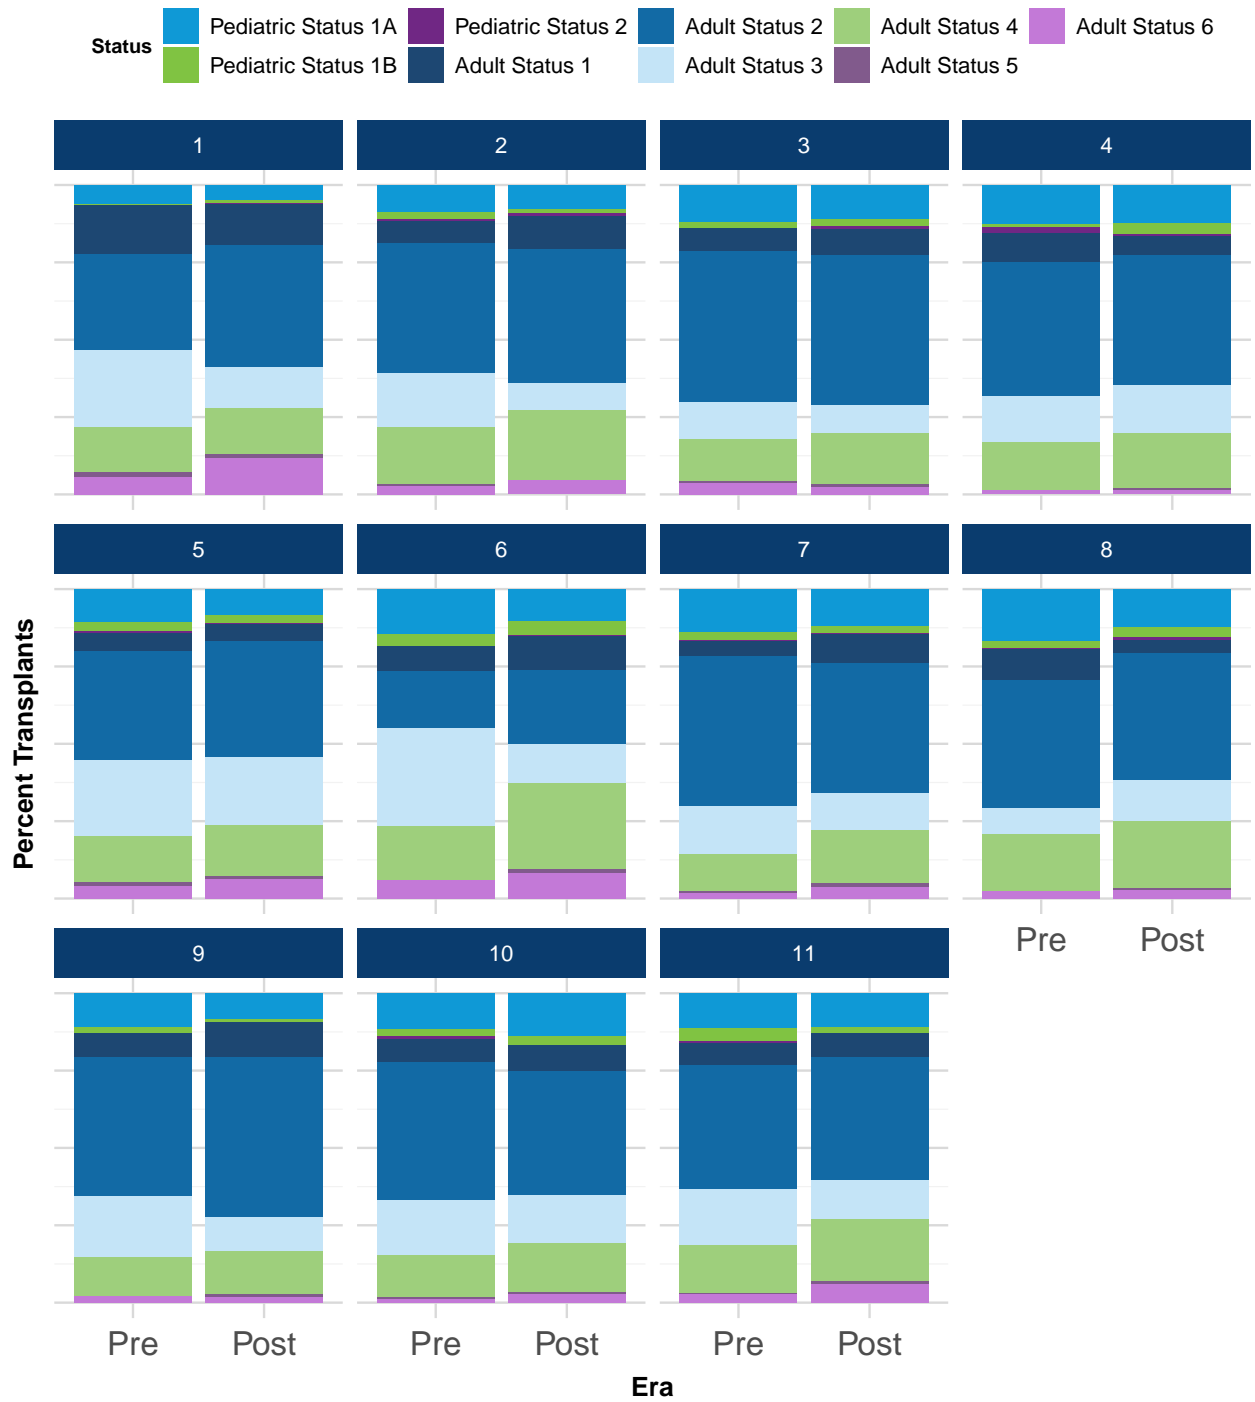 Status
Pediatric Status 1A
Pediatric Status 2
Adult Status 2
Adult Status 4
Adult Status 6
Pediatric Status 1B
Adult Status 1
Adult Status 3
Adult Status 5
1
2
3
4
5
6
7
8
Percent Transplants
Pre
Post
9
10
11
Pre
Post
Pre
Post
Pre
Post
Era